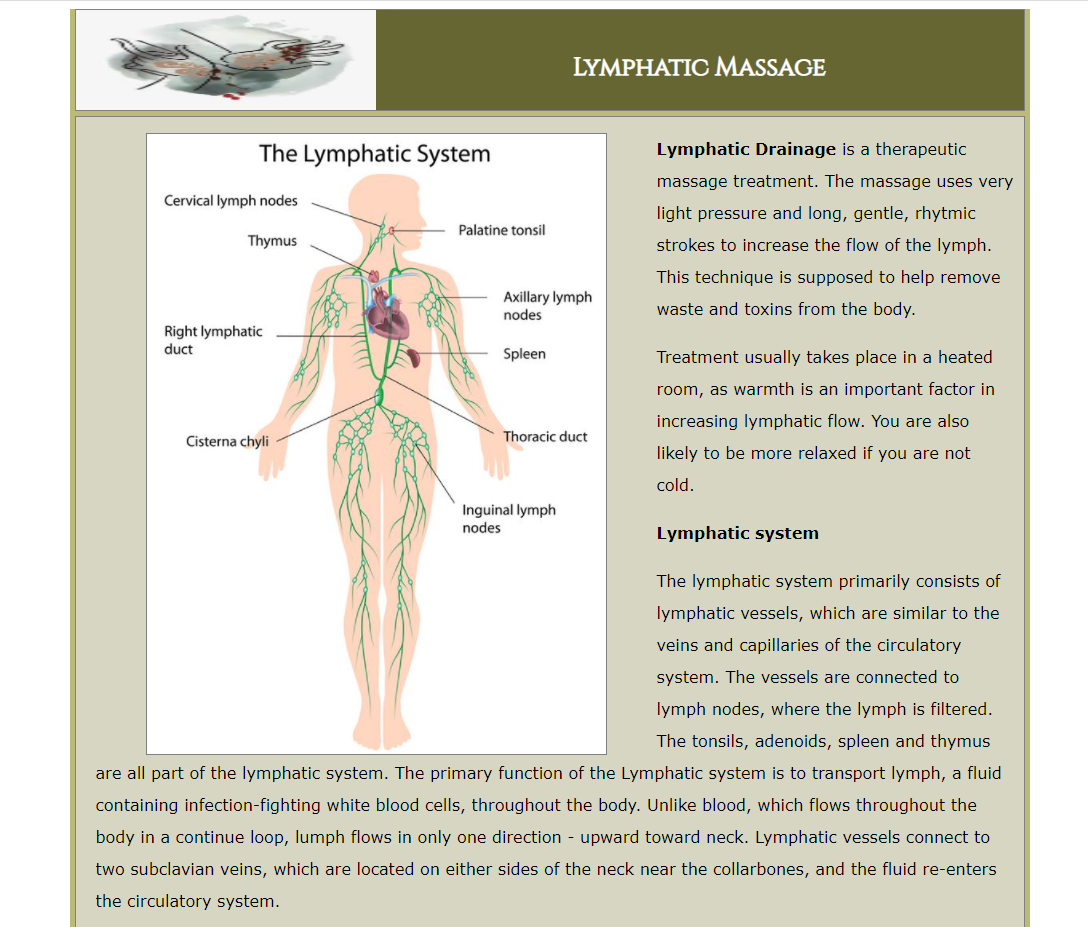 Lymphatic Massage
The Lymphatic System
Cervical lymph nodes
Palatine tonsil
Thymus
Axillary lymph
nodes
Right lymphatic
duct
Spleen
Cisterna chyli
Thoracic duct
Inguinal lymph
nodes
Lymphatic Drainage is a therapeutic
massage treatment. The massage uses very
light pressure and long, gentle, rhytmic
strokes to increase the flow of the lymph.
This technique is supposed to help remove
waste and toxins from the body.
Treatment usually takes place in a heated
room, as warmth is an important factor in
increasing lymphatic flow. You are also
likely to be more relaxed if you are not
cold.
Lymphatic system
The lymphatic system primarily consists of
lymphatic vessels, which are similar to the
veins and capillaries of the circulatory
system. The vessels are connected to
lymph nodes, where the lymph is filtered.
The tonsils, adenoids, spleen and thymus
are all part of the lymphatic system. The primary function of the Lymphatic system is to transport lymph, a fluid
containing infection-fighting white blood cells, throughout the body. Unlike blood, which flows throughout the
body in a continue loop, lumph flows in only one direction - upward toward neck. Lymphatic vessels connect to
two subclavian veins, which are located on either sides of the neck near the collarbones, and the fluid re-enters
the circulatory system.